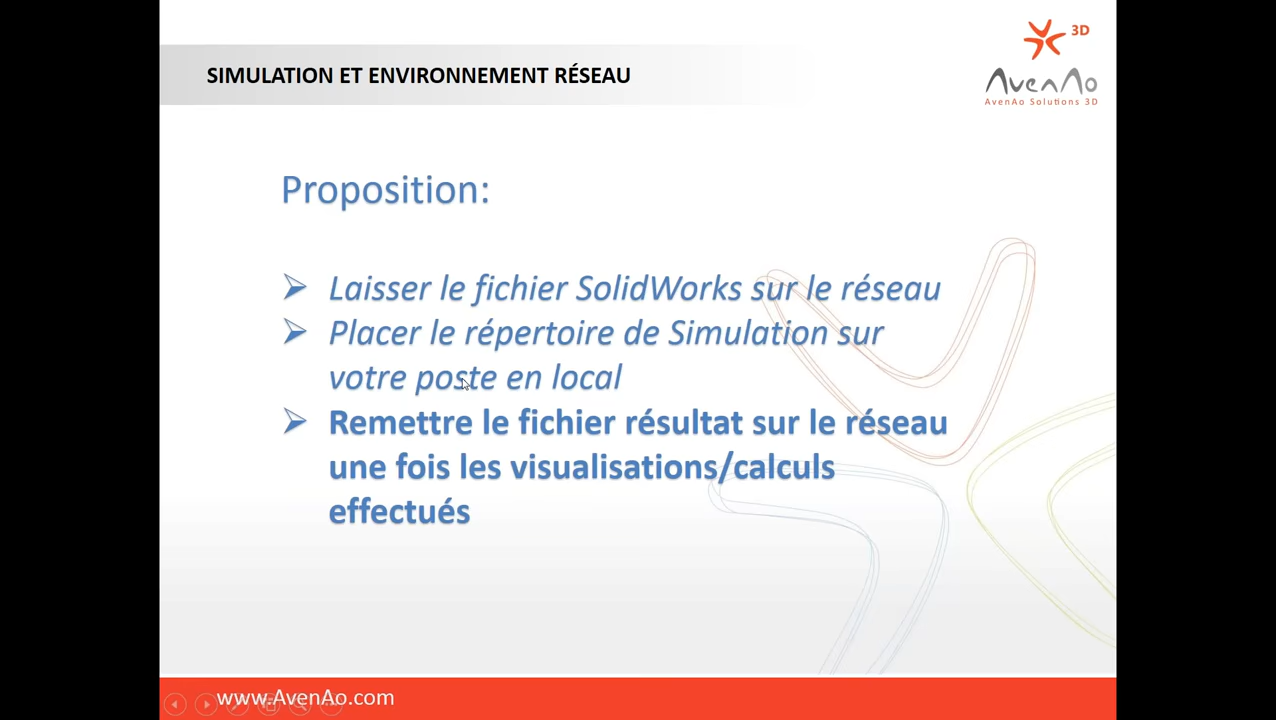 3D
SIMULATION ET ENVIRONNEMENT RÉSEAU
AvenAo
AvenAo Solutions 3D
Proposition:
Laisser le fichier SolidWorks sur le réseau
Placer le répertoire de Simulation sur
votre poste en local
Remettre le fichier résultat sur le réseau
une fois les visualisations/calculs
effectués
www.AvenAo.com